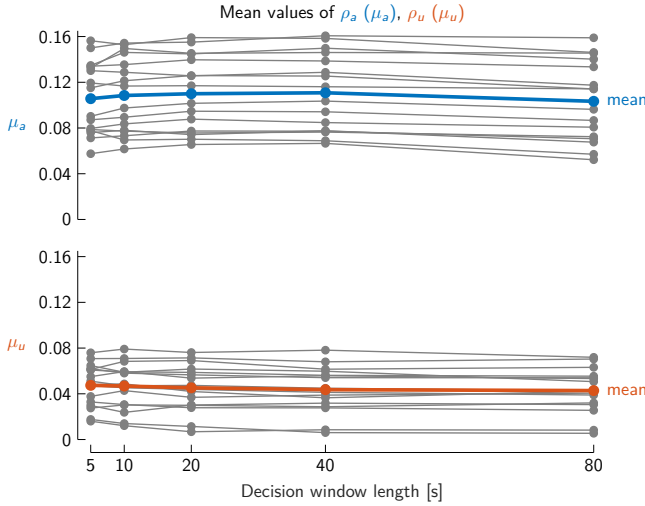 Mean values of ρₐ (μₐ), ρᵤ (μᵤ)
0.16
0.12
mean
μₐ
0.08
0.04
0
0.16
0.12
0.08
μᵤ
0.04
mean
0
5 10 20 40 80
Decision window length [s]